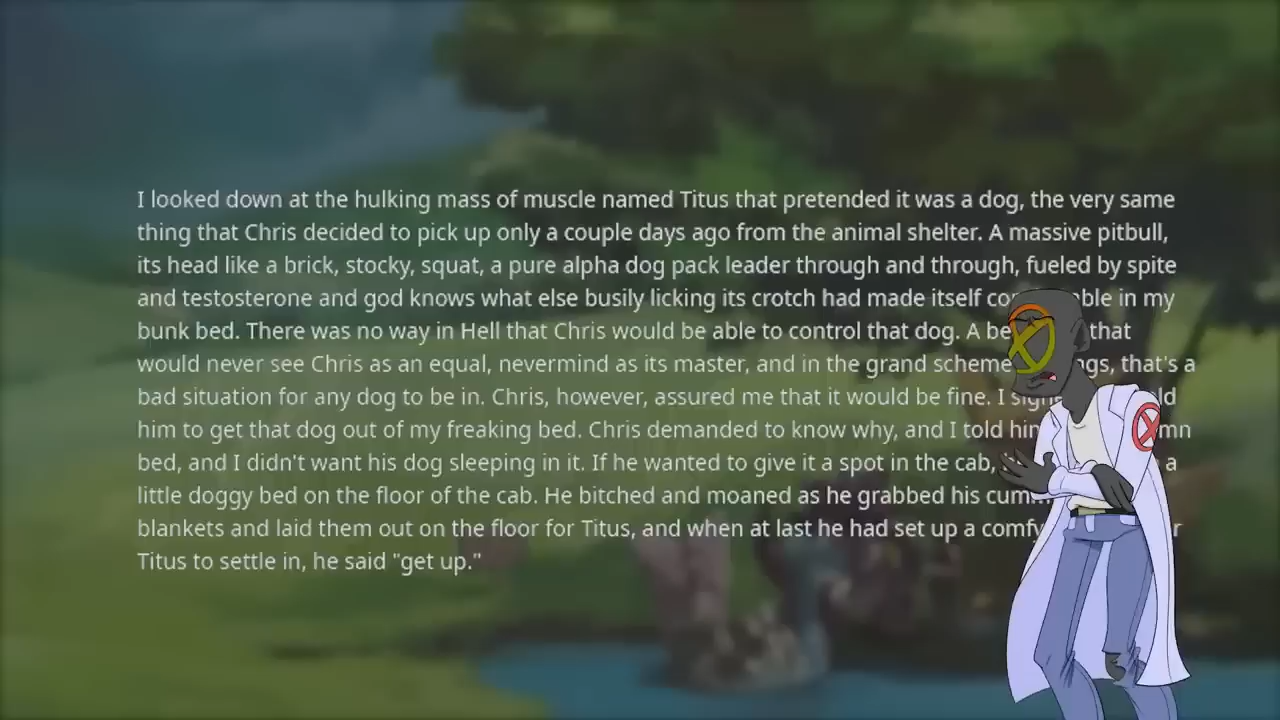 I looked down at the hulking mass of muscle named Titus that pretended it was a dog, the very same
thing that Chris decided to pick up only a couple days ago from the animal shelter. A massive pitbull,
its head like a brick, stocky, squat, a pure alpha dog pack leader through and through, fueled by spite
and testosterone and god knows what else busily licking its crotch had made itself in my
bunk bed. There was no way in Hell that Chris would be able to control that dog. A that
would never see Chris as an equal, nevermind as its master, and in the grand scheme that's a
bad situation for any dog to be in. Chris, however, assured me that it would be fine. I
him to get that dog out of my freaking bed. Chris demanded to know why, and I told
bed, and I didn't want his dog sleeping in it. If he wanted to give it a spot in the cab, a
little doggy bed on the floor of the cab. He bitched and moaned as he grabbed his
blankets and laid them out on the floor for Titus, and when at last he had set up a comfy
Titus to settle in, he said "get up."